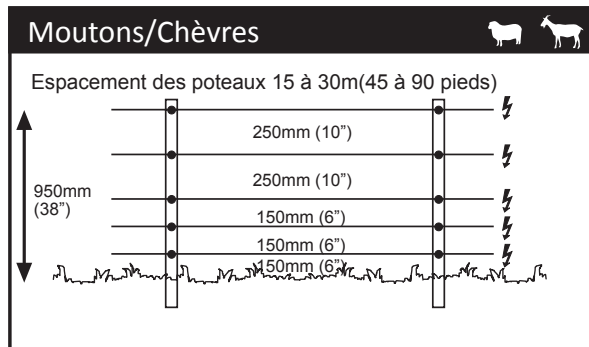 Moutons/Chèvres
Espacement des poteaux 15 à 30m(45 à 90 pieds)
250mm (10”)
250mm (10”)
950mm
(38”)
150mm (6”)
150mm (6”)
150mm (6”)